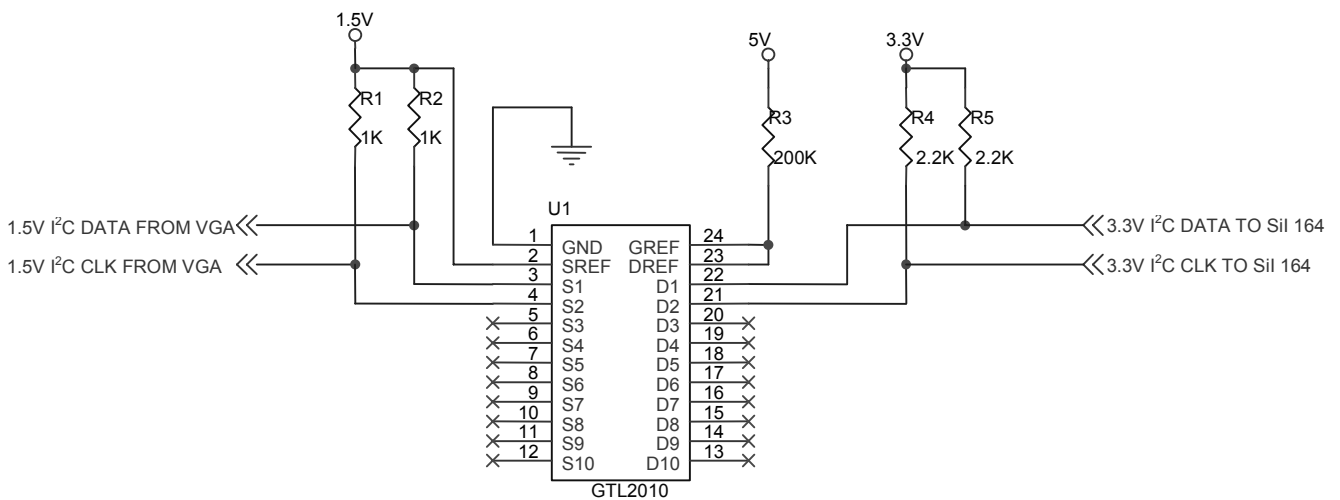 1.5V
5V
3.3V
R1
1K
R2
1K
R3
200K
R4
2.2K
R5
2.2K
1.5V I²C DATA FROM VGA
1.5V I²C CLK FROM VGA
3.3V I²C DATA TO SiI 164
3.3V I²C CLK TO SiI 164
U1
1 GND GREF 24
2 SREF DREF 23
3 S1 D1 22
4 S2 D2 21
5 S3 D3 20
6 S4 D4 19
7 S5 D5 18
8 S6 D6 17
9 S7 D7 16
10 S8 D8 15
11 S9 D9 14
12 S10 D10 13
GTL2010